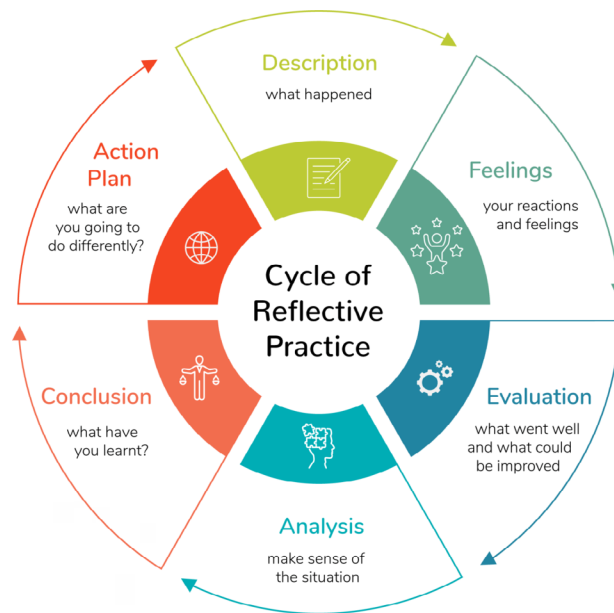 Description
what happened
Feelings
your reactions
and feelings
Evaluation
what went well
and what could
be improved
Analysis
make sense of
the situation
Conclusion
what have
you learnt?
Action
Plan
what are
you going to
do differently?
Cycle of
Reflective
Practice